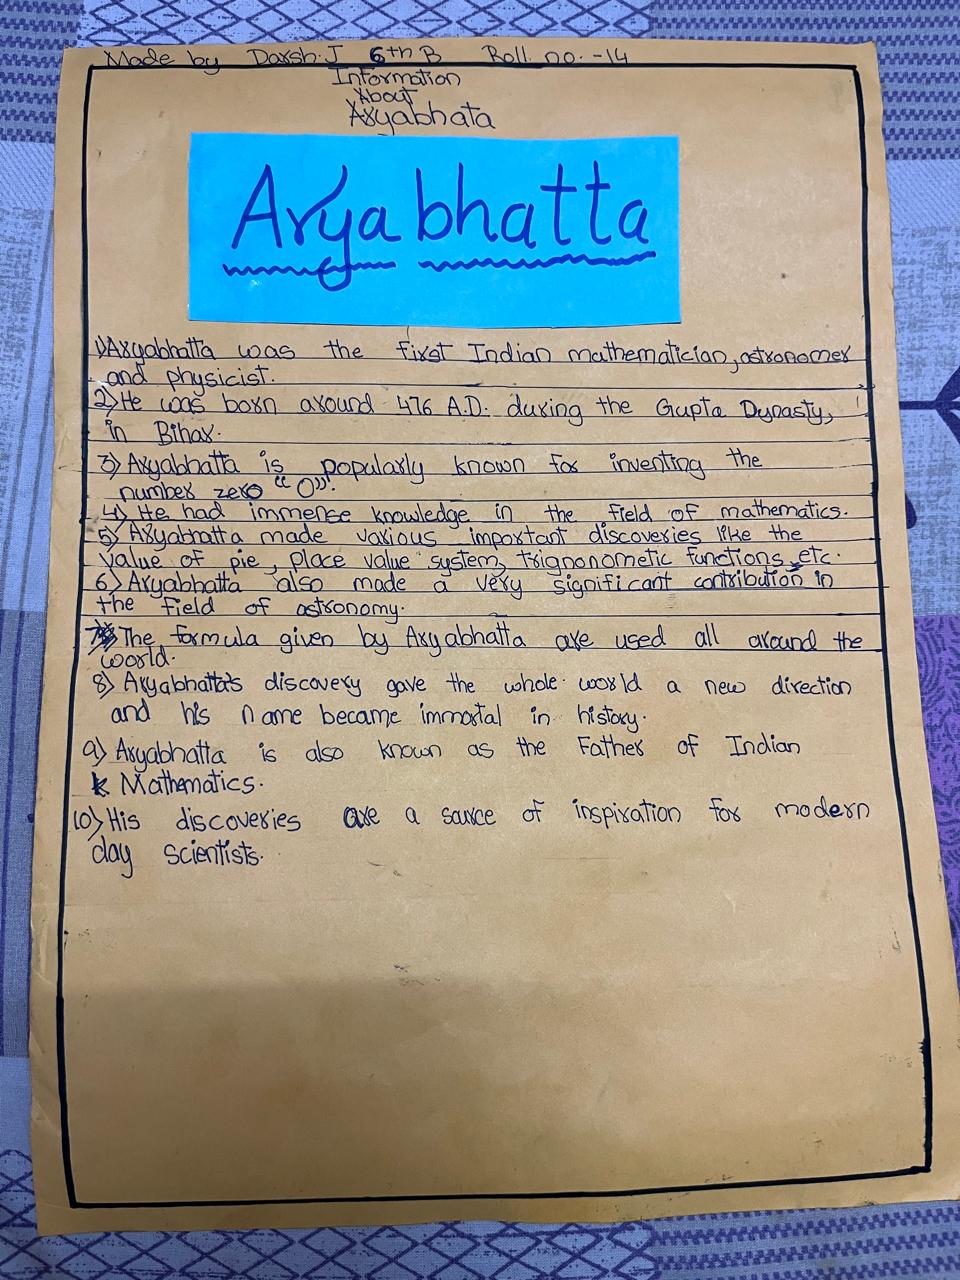 Made by Darsh.J 6th B Roll no.-14
Information
About
Aryabhata
Aryabhatta
1) Aryabhatta was the first Indian mathematician, astronomer
and physicist.
2) He was born around 476 A.D. during the Gupta Dynasty,
in Bihar.
3) Aryabhatta is popularly known for inventing the
number zero "0".
4) He had immense knowledge in the field of mathematics.
5) Aryabhatta made various important discoveries like the
value of pie, place value system, trignonometic functions, etc.
6) Aryabhatta also made a very significant contribution in
the field of astronomy.
7) The formula given by Aryabhatta are used all around the
world.
8) Aryabhatta's discovery gave the whole world a new direction
and his name became immortal in history.
9) Aryabhatta is also known as the Father of Indian
Mathematics.
10) His discoveries are a saurce of inspiration for modern
day scientists.